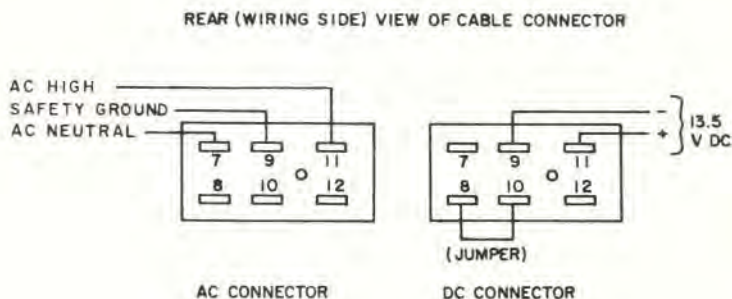 REAR (WIRING SIDE) VIEW OF CABLE CONNECTOR
AC HIGH
SAFETY GROUND
AC NEUTRAL
7 9 11
8 10 12
AC CONNECTOR
-
+
13.5
V DC
7 9 11
8 10 12
(JUMPER)
DC CONNECTOR